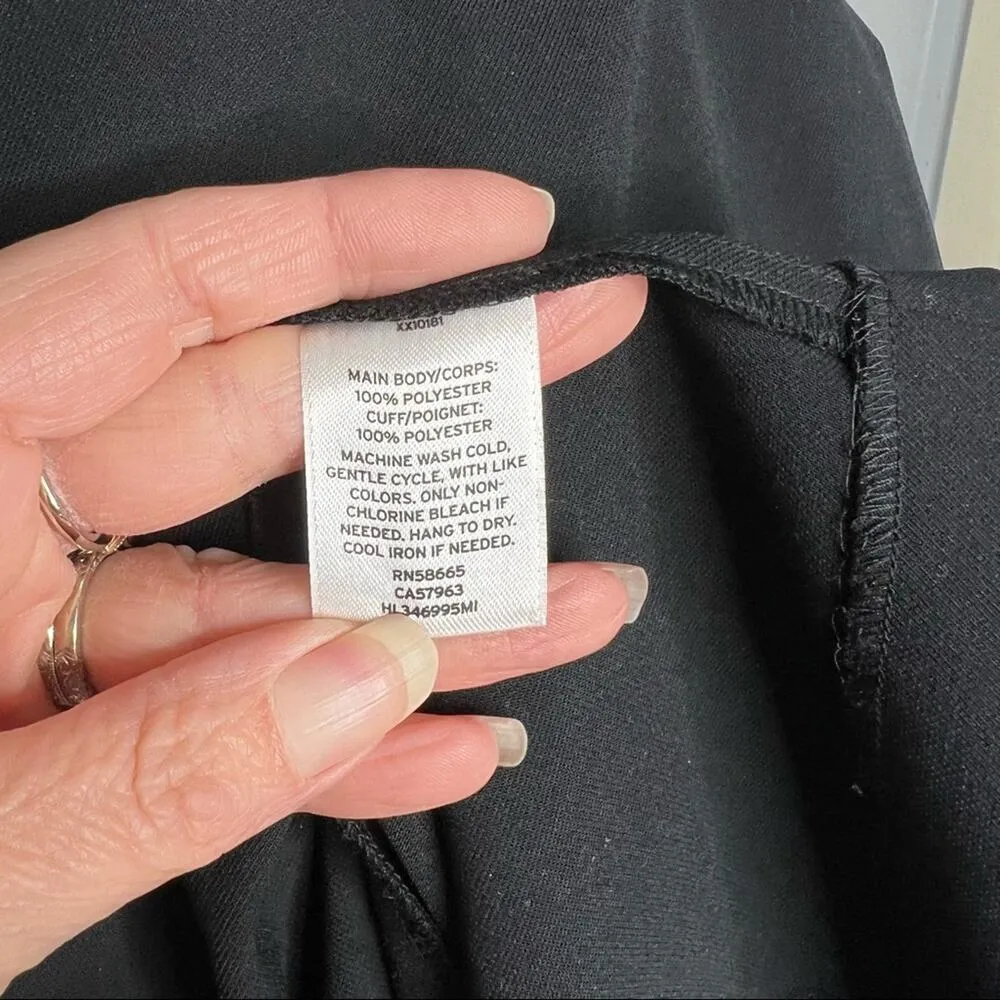 XX10181
MAIN BODY/CORPS:
100% POLYESTER
CUFF/POIGNET:
100% POLYESTER
MACHINE WASH COLD,
GENTLE CYCLE, WITH LIKE
COLORS. ONLY NON-
CHLORINE BLEACH IF
NEEDED. HANG TO DRY.
COOL IRON IF NEEDED.
RN58665
CA57963
HL346995MI